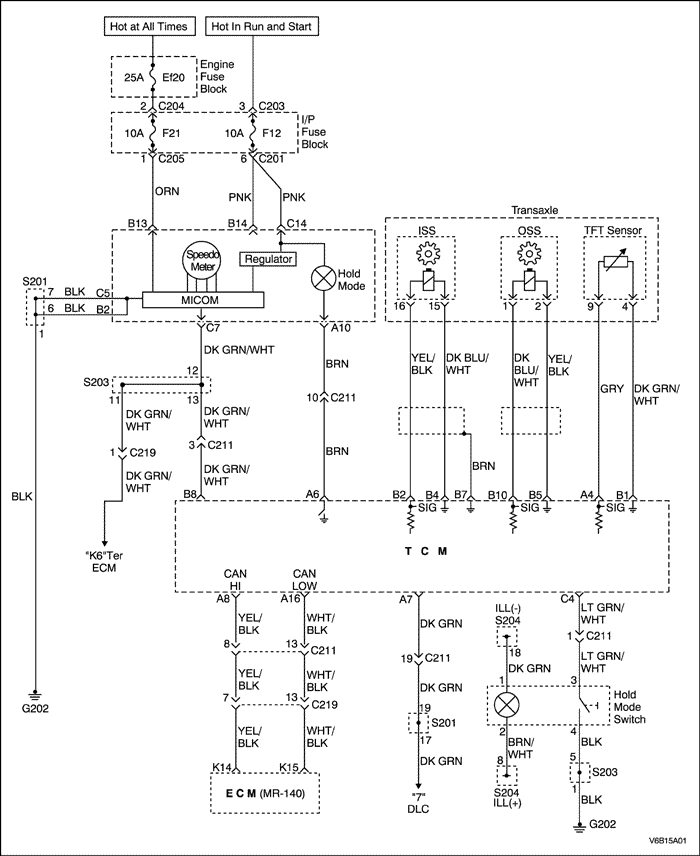 Hot at All Times
Hot In Run and Start
25A Ef20
Engine
Fuse
Block
2 C204
3 C203
10A F21
10A F12
I/P
Fuse
Block
1 C205
6 C201
ORN
PNK
PNK
B13
B14
C14
Speedo
Meter
Regulator
Hold
Mode
MICOM
S201
7 BLK C5
6 BLK B2
1
C7
A10
Transaxle
ISS
OSS
TFT Sensor
16
15
1
2
9
4
DK GRN/WHT
BRN
YEL/
BLK
DK BLU/
WHT
DK
BLU/
WHT
YEL/
BLK
GRY
DK GRN/
WHT
S203
12
11
13
10 C211
DK GRN/
WHT
DK GRN/
WHT
1 C219
3 C211
BRN
BRN
DK GRN/
WHT
DK GRN/
WHT
BLK
B8
A6
B2
B4
B7
B10
B5
A4
B1
SIG
SIG
SIG
"K6"Ter
ECM
T C M
CAN
HI
CAN
LOW
A8
A16
A7
C4
YEL/
BLK
WHT/
BLK
DK GRN
ILL(-)
S204
18
LT GRN/
WHT
1 C211
8
13
C211
19 C211
DK GRN
LT GRN/
WHT
YEL/
BLK
WHT/
BLK
DK GRN
1
3
7
13
C219
19
S201
17
Hold
Mode
Switch
YEL/
BLK
WHT/
BLK
DK GRN
2
4
BRN/
WHT
BLK
8
S204
ILL(+)
5
S203
1
BLK
G202
G202
K14
K15
ECM (MR-140)
"7"
DLC
V6B15A01